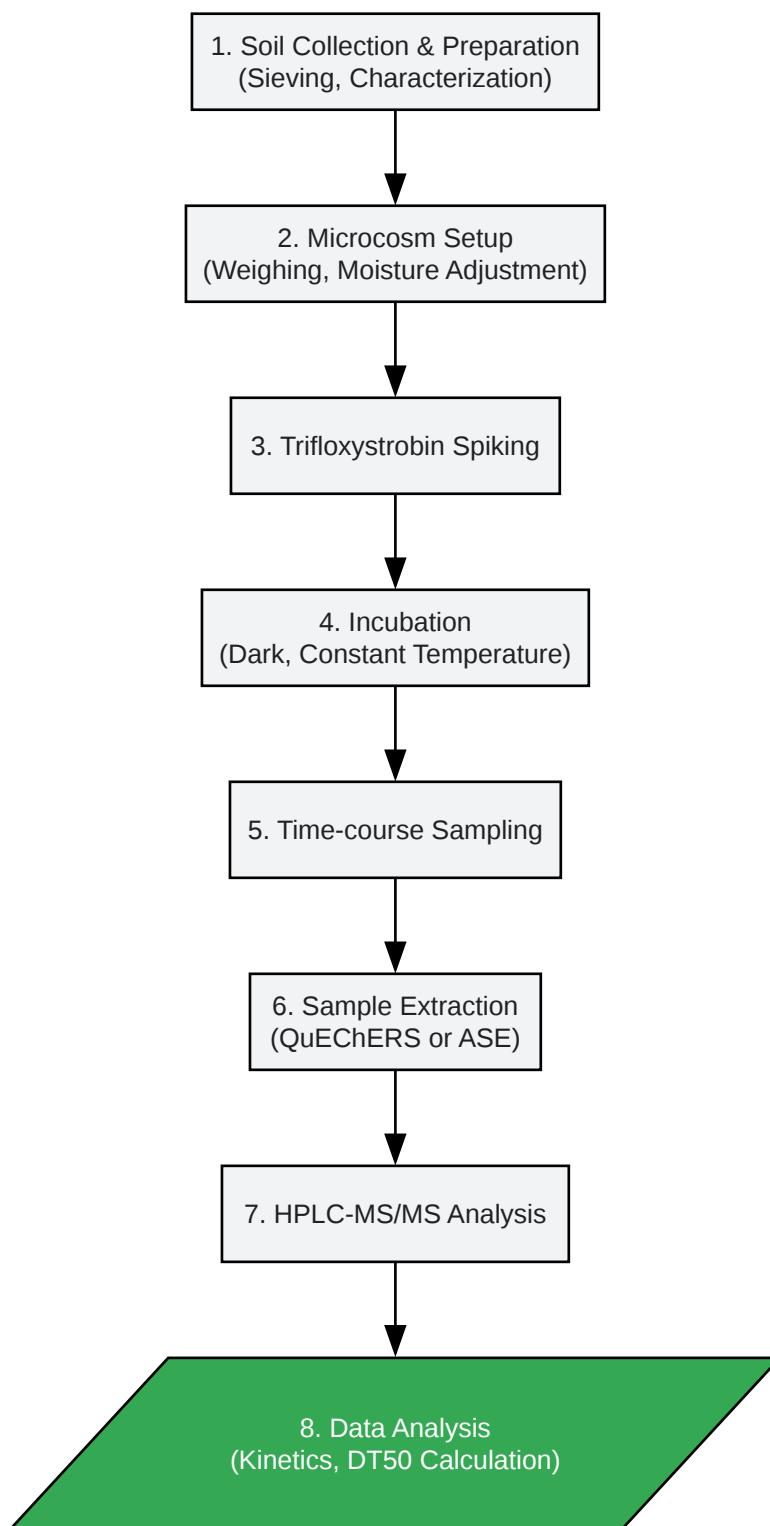 1. Soil Collection & Preparation
(Sieving, Characterization)
2. Microcosm Setup
(Weighing, Moisture Adjustment)
3. Trifloxystrobin Spiking
4. Incubation
(Dark, Constant Temperature)
5. Time-course Sampling
6. Sample Extraction
(QuEChERS or ASE)
7. HPLC-MS/MS Analysis
8. Data Analysis
(Kinetics, DT50 Calculation)